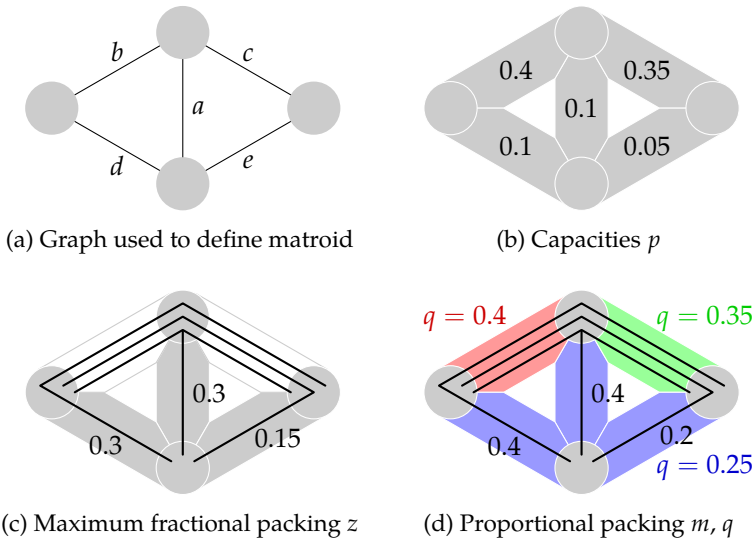 b
c
a
d
e
(a) Graph used to define matroid
0.4
0.35
0.1
0.1
0.05
(b) Capacities p
0.3
0.3
0.15
(c) Maximum fractional packing z
q = 0.4
q = 0.35
0.4
0.4
0.2
q = 0.25
(d) Proportional packing m, q